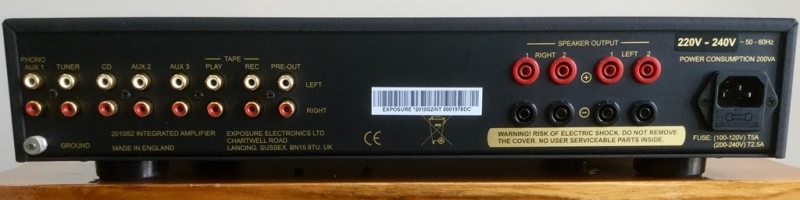 PHONO
AUX 1
TUNER
CD
AUX 2
AUX 3
TAPE
PLAY
REC
PRE-OUT
LEFT
RIGHT
GROUND
2010S2 INTEGRATED AMPLIFIER
MADE IN ENGLAND
EXPOSURE ELECTRONICS LTD
CHARTWELL ROAD.
LANCING. SUSSEX. BN15 8TU. UK
EXPOSURE *2010S2INT 0001978DC
CE
SPEAKER OUTPUT
1 RIGHT 2
1 LEFT 2
+
−
WARNING! RISK OF ELECTRIC SHOCK. DO NOT REMOVE
THE COVER. NO USER SERVICEABLE PARTS INSIDE.
220V - 240V ~ 50 - 60Hz
POWER CONSUMPTION 200VA
FUSE: (100-120V) T5A
(200-240V) T2.5A